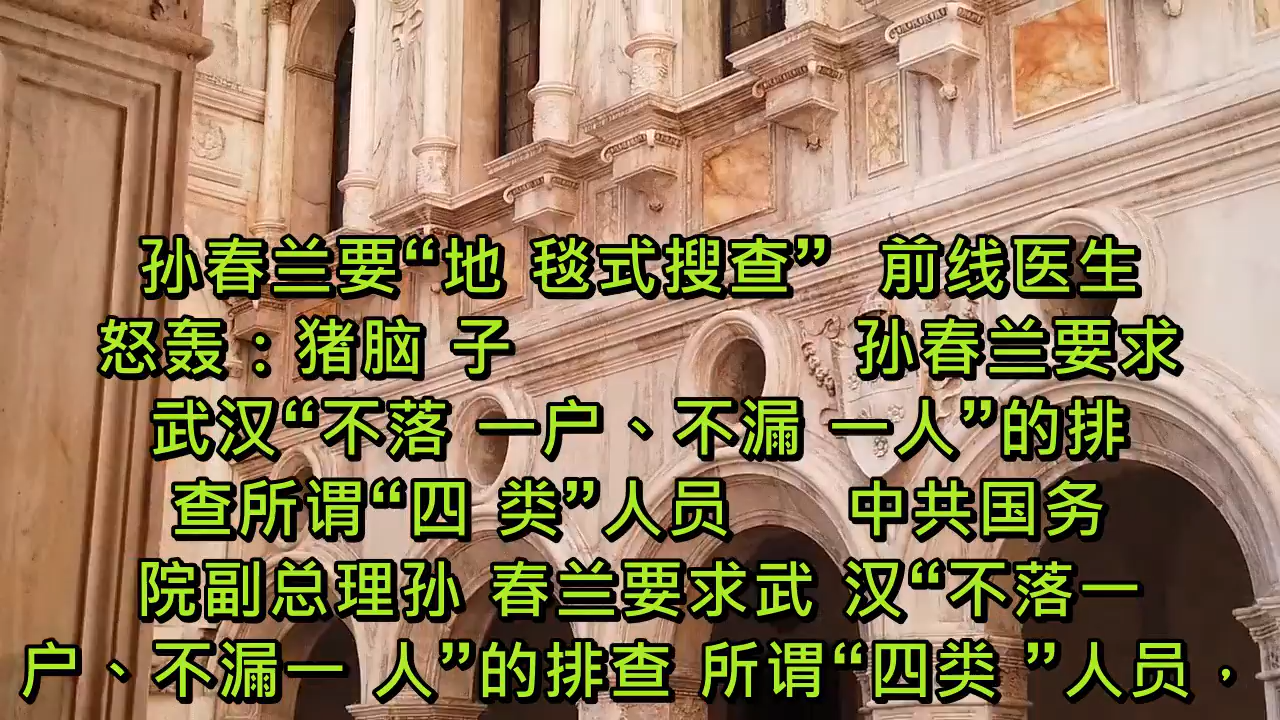 孙春兰要“地 毯式搜查” 前线医生
怒轰：猪脑 子 孙春兰要求
武汉“不落 一户、不漏 一人”的排
查所谓“四 类”人员 中共国务
院副总理孙 春兰要求武 汉“不落一
户、不漏一 人”的排查 所谓“四类 ”人员，